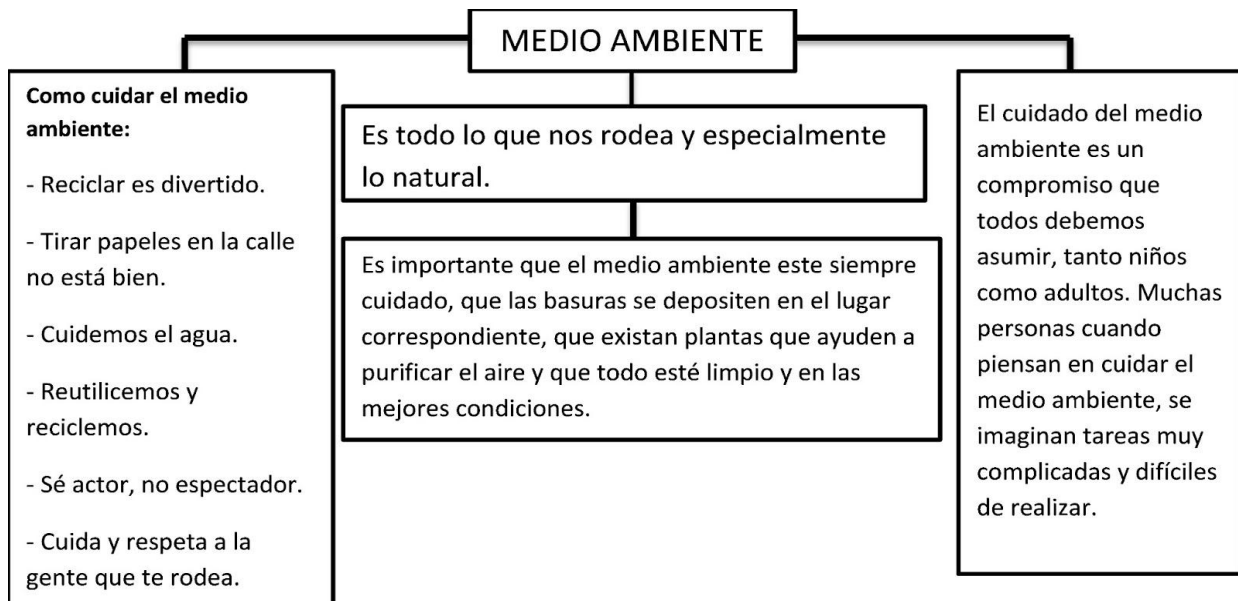 MEDIO AMBIENTE
Como cuidar el medio
ambiente:
- Reciclar es divertido.
- Tirar papeles en la calle
no está bien.
- Cuidemos el agua.
- Reutilicemos y
reciclemos.
- Sé actor, no espectador.
- Cuida y respeta a la
gente que te rodea.
Es todo lo que nos rodea y especialmente
lo natural.
Es importante que el medio ambiente este siempre
cuidado, que las basuras se depositen en el lugar
correspondiente, que existan plantas que ayuden a
purificar el aire y que todo esté limpio y en las
mejores condiciones.
El cuidado del medio
ambiente es un
compromiso que
todos debemos
asumir, tanto niños
como adultos. Muchas
personas cuando
piensan en cuidar el
medio ambiente, se
imaginan tareas muy
complicadas y difíciles
de realizar.